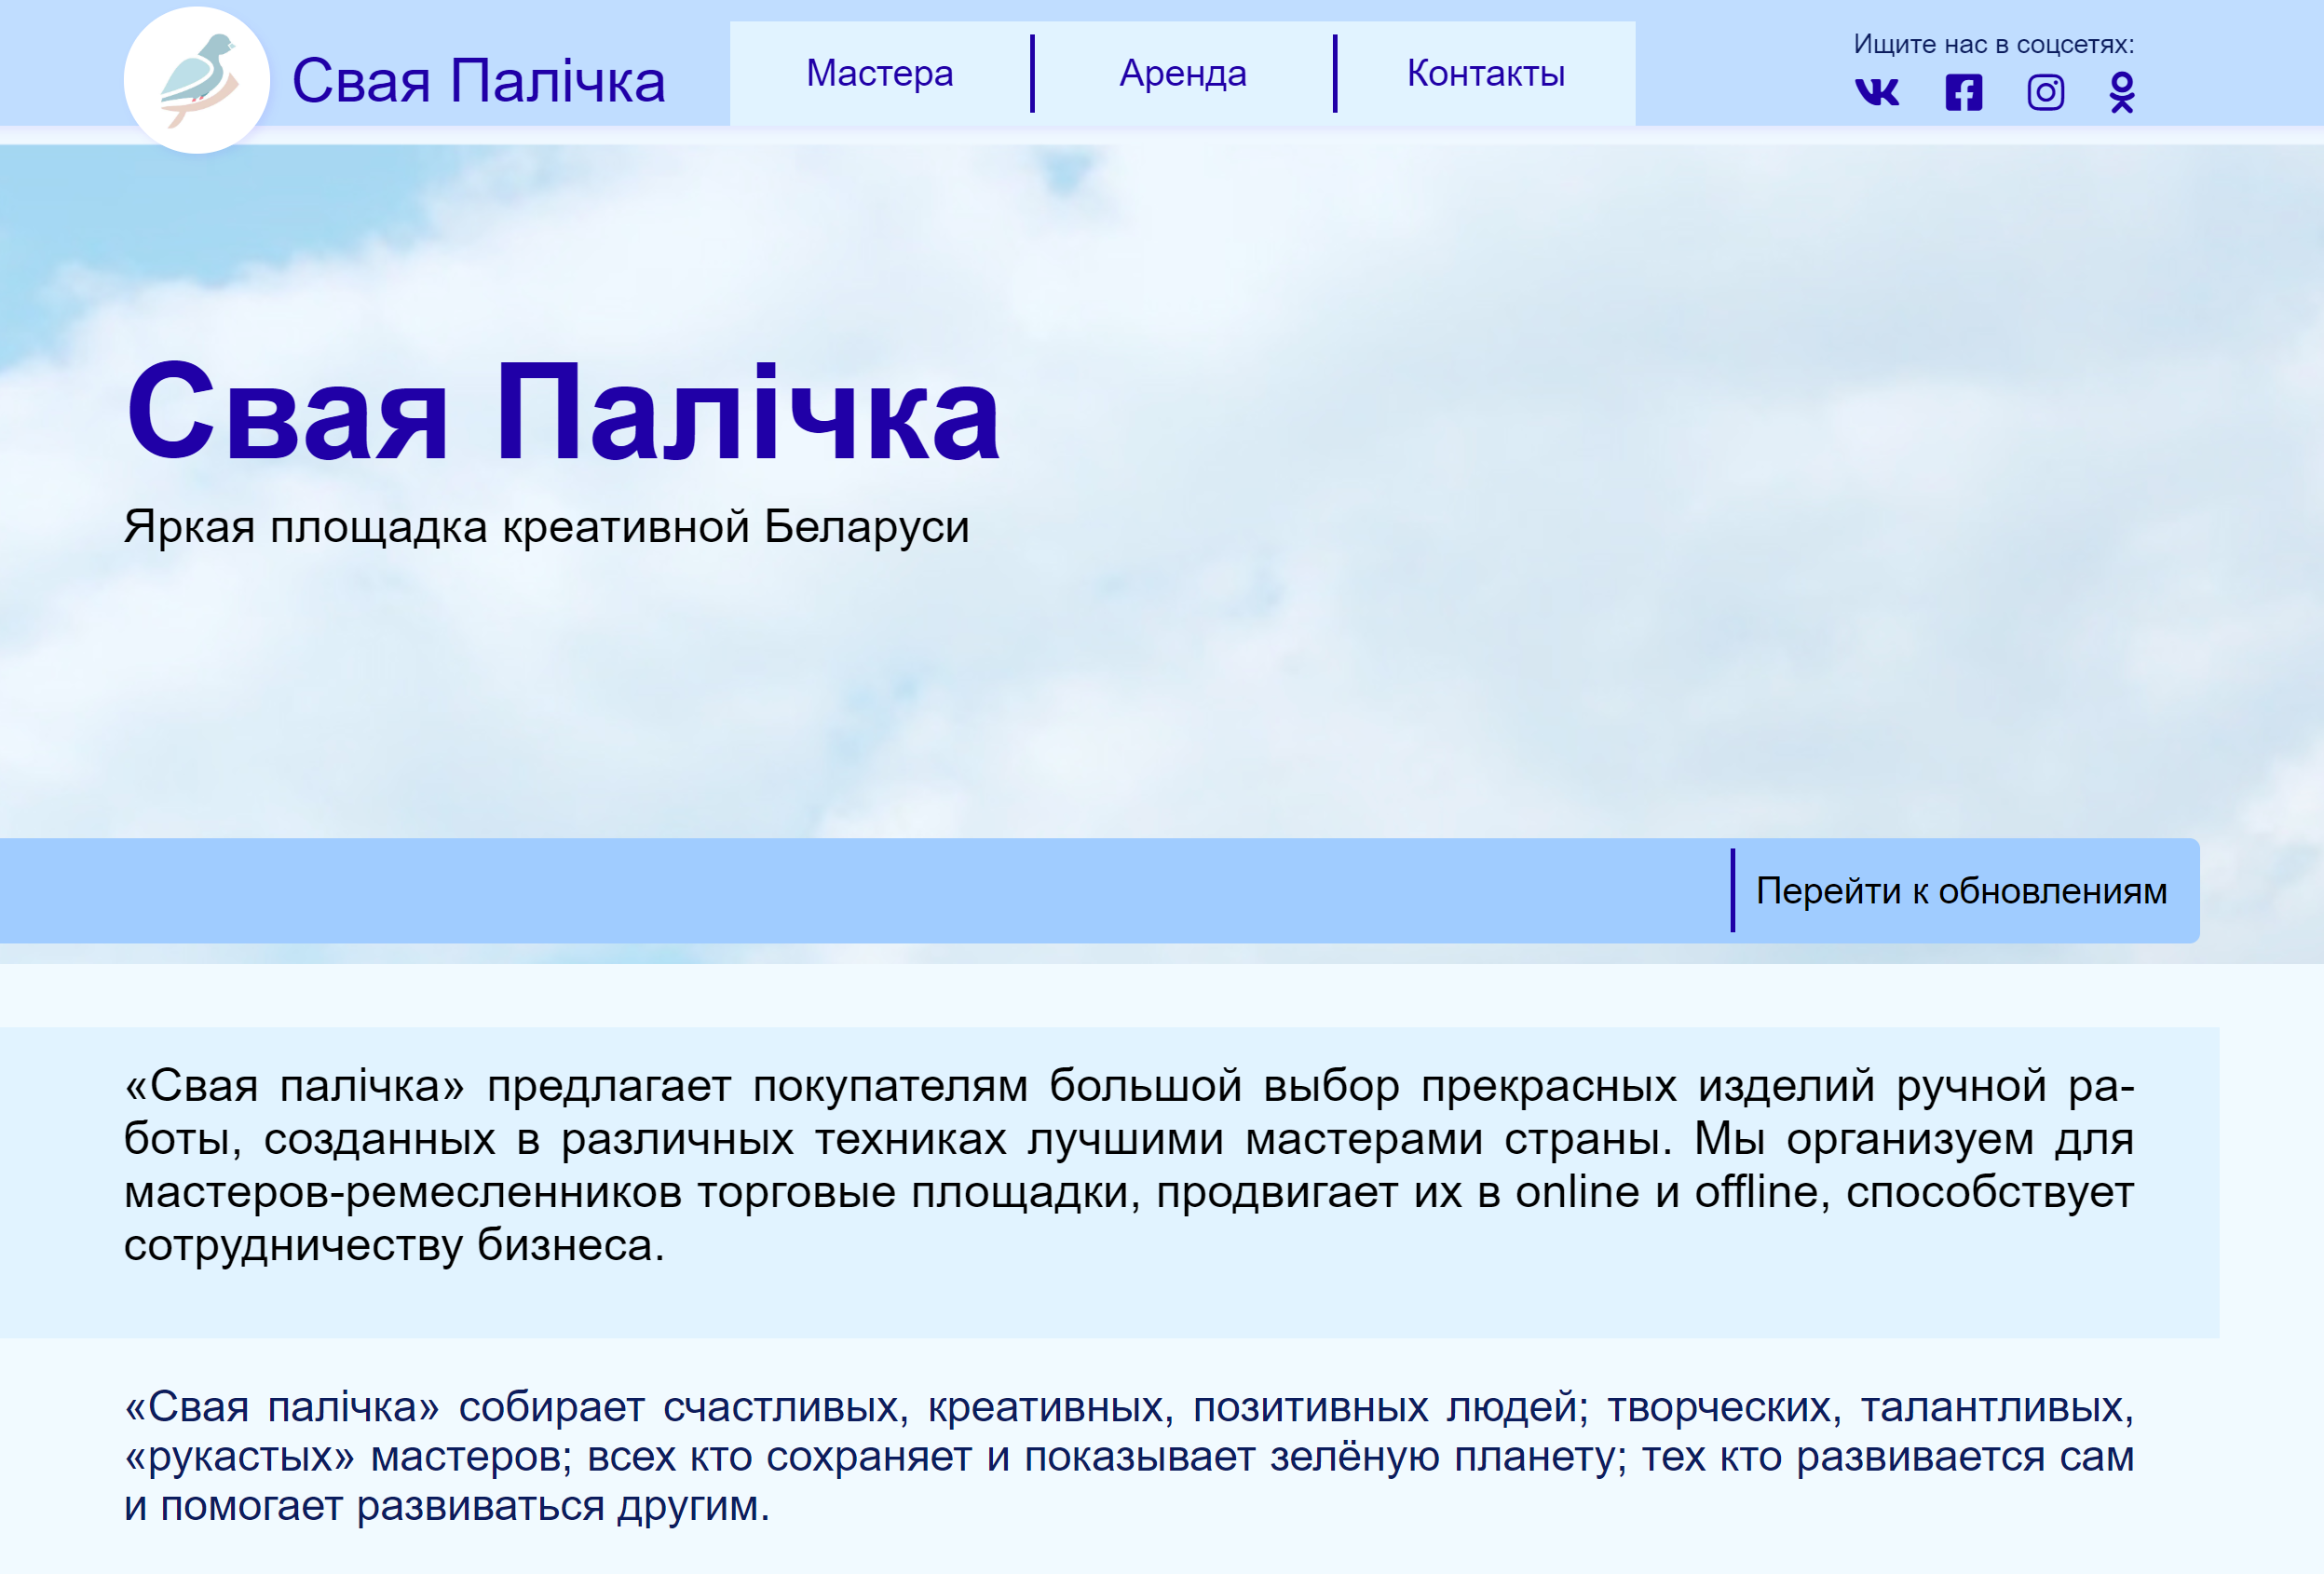 Свая Палічка
Мастера
Аренда
Контакты
Ищите нас в соцсетях:
Свая Палічка
Яркая площадка креативной Беларуси
Перейти к обновлениям
«Свая палічка» предлагает покупателям большой выбор прекрасных изделий ручной ра-
боты, созданных в различных техниках лучшими мастерами страны. Мы организуем для
мастеров-ремесленников торговые площадки, продвигает их в online и offline, способствует
сотрудничеству бизнеса.
«Свая палічка» собирает счастливых, креативных, позитивных людей; творческих, талантливых,
«рукастых» мастеров; всех кто сохраняет и показывает зелёную планету; тех кто развивается сам
и помогает развиваться другим.